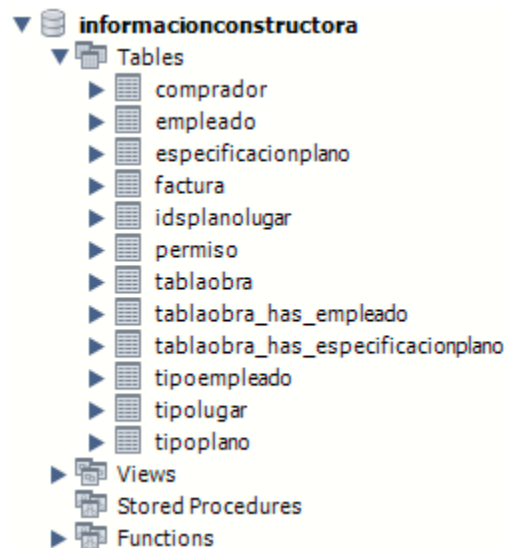 informacionconstructora
Tables
comprador
empleado
especificacionplano
factura
idsplanolugar
permiso
tablaobra
tablaobra_has_empleado
tablaobra_has_especificacionplano
tipoempleado
tipolugar
tipoplano
Views
Stored Procedures
Functions